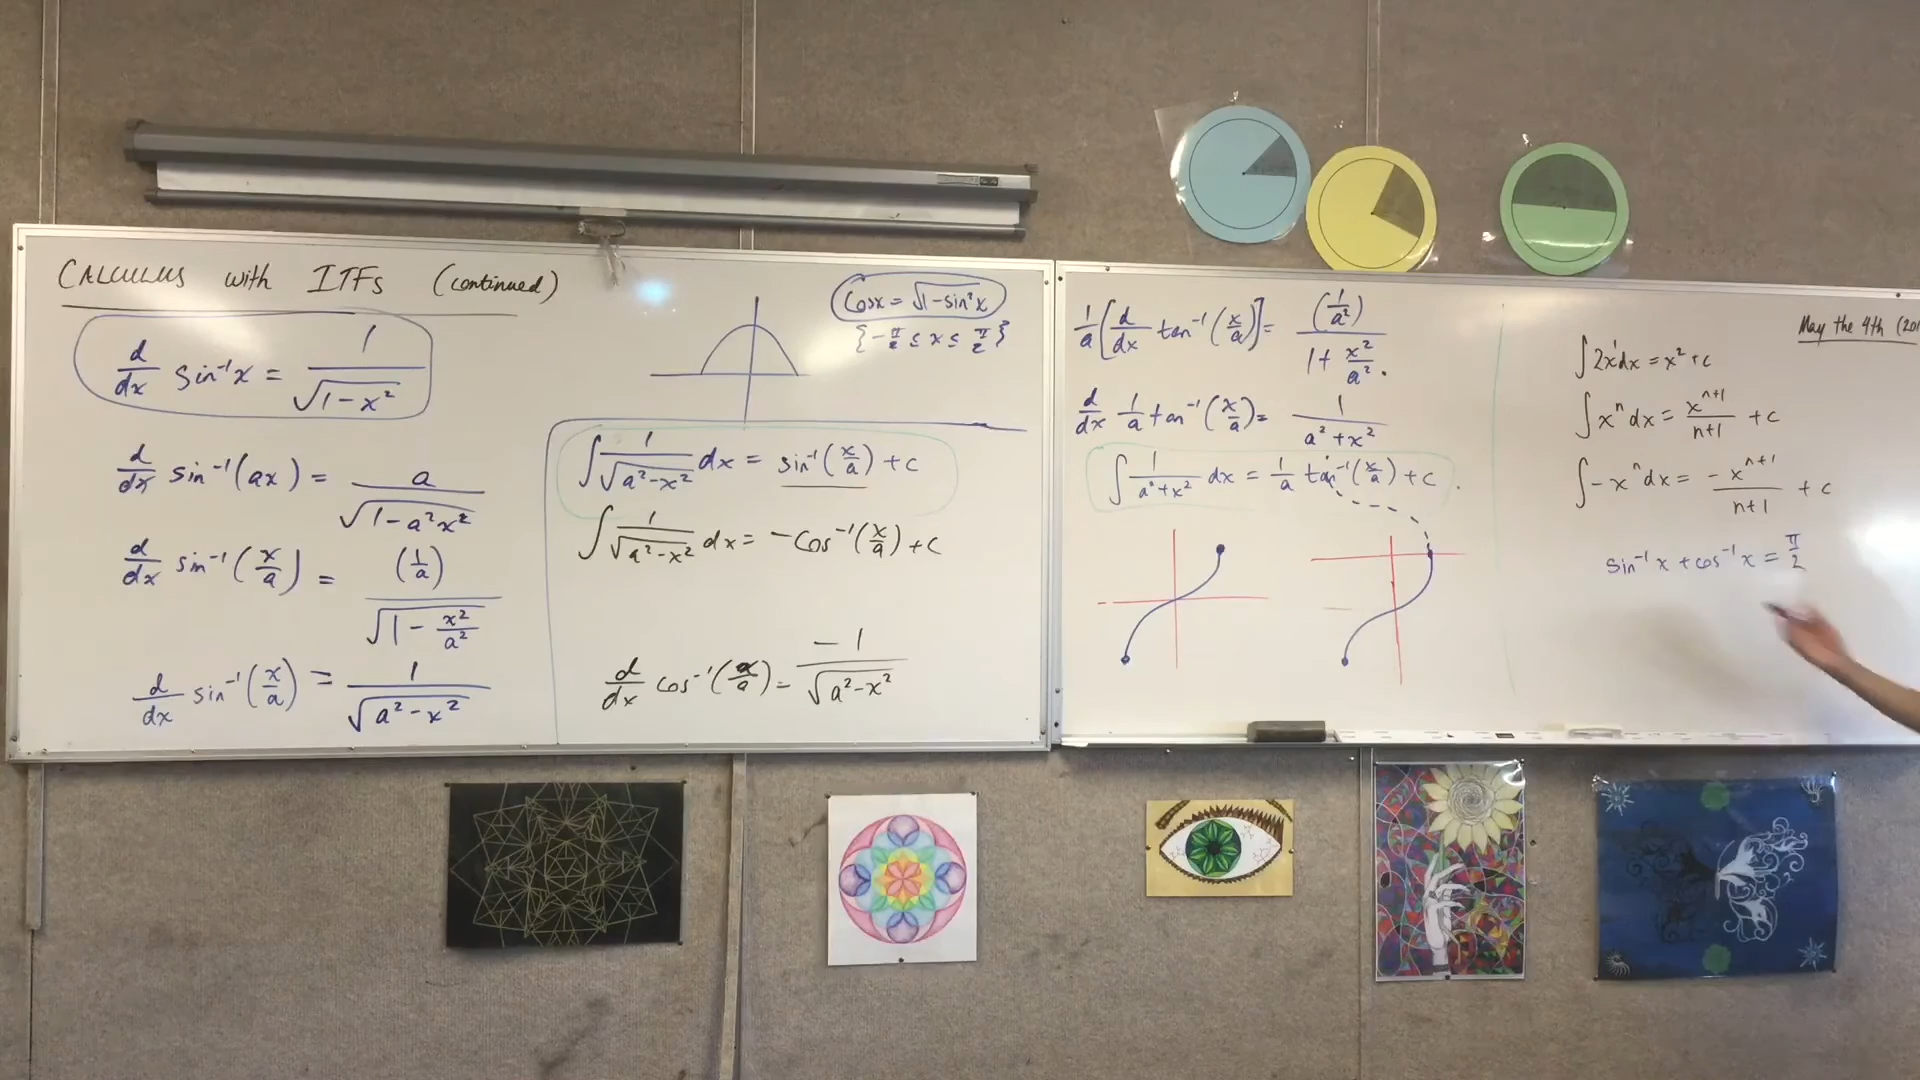 CALCULUS with ITFs (continued)
d/dx sin⁻¹x = 1/√(1-x²)
d/dx sin⁻¹(ax) = a/√(1-a²x²)
d/dx sin⁻¹(x/a) = (1/a)/√(1-x²/a²)
d/dx sin⁻¹(x/a) = 1/√(a²-x²)
cosx = √(1-sin²x)
{-π/2 ≤ x ≤ π/2}
∫ 1/√(a²-x²) dx = sin⁻¹(x/a) + c
∫ 1/√(a²-x²) dx = -cos⁻¹(x/a) + c
d/dx cos⁻¹(x/a) = -1/√(a²-x²)
1/a [d/dx tan⁻¹(x/a)] = (1/a²)/(1+x²/a²).
d/dx 1/a tan⁻¹(x/a) = 1/(a²+x²)
∫ 1/(a²+x²) dx = 1/a tan⁻¹(x/a) + c.
May the 4th (201
∫2x¹dx = x² + c
∫xⁿ dx = xⁿ⁺¹/(n+1) + c
∫-xⁿ dx = -xⁿ⁺¹/(n+1) + c
sin⁻¹x + cos⁻¹x = π/2